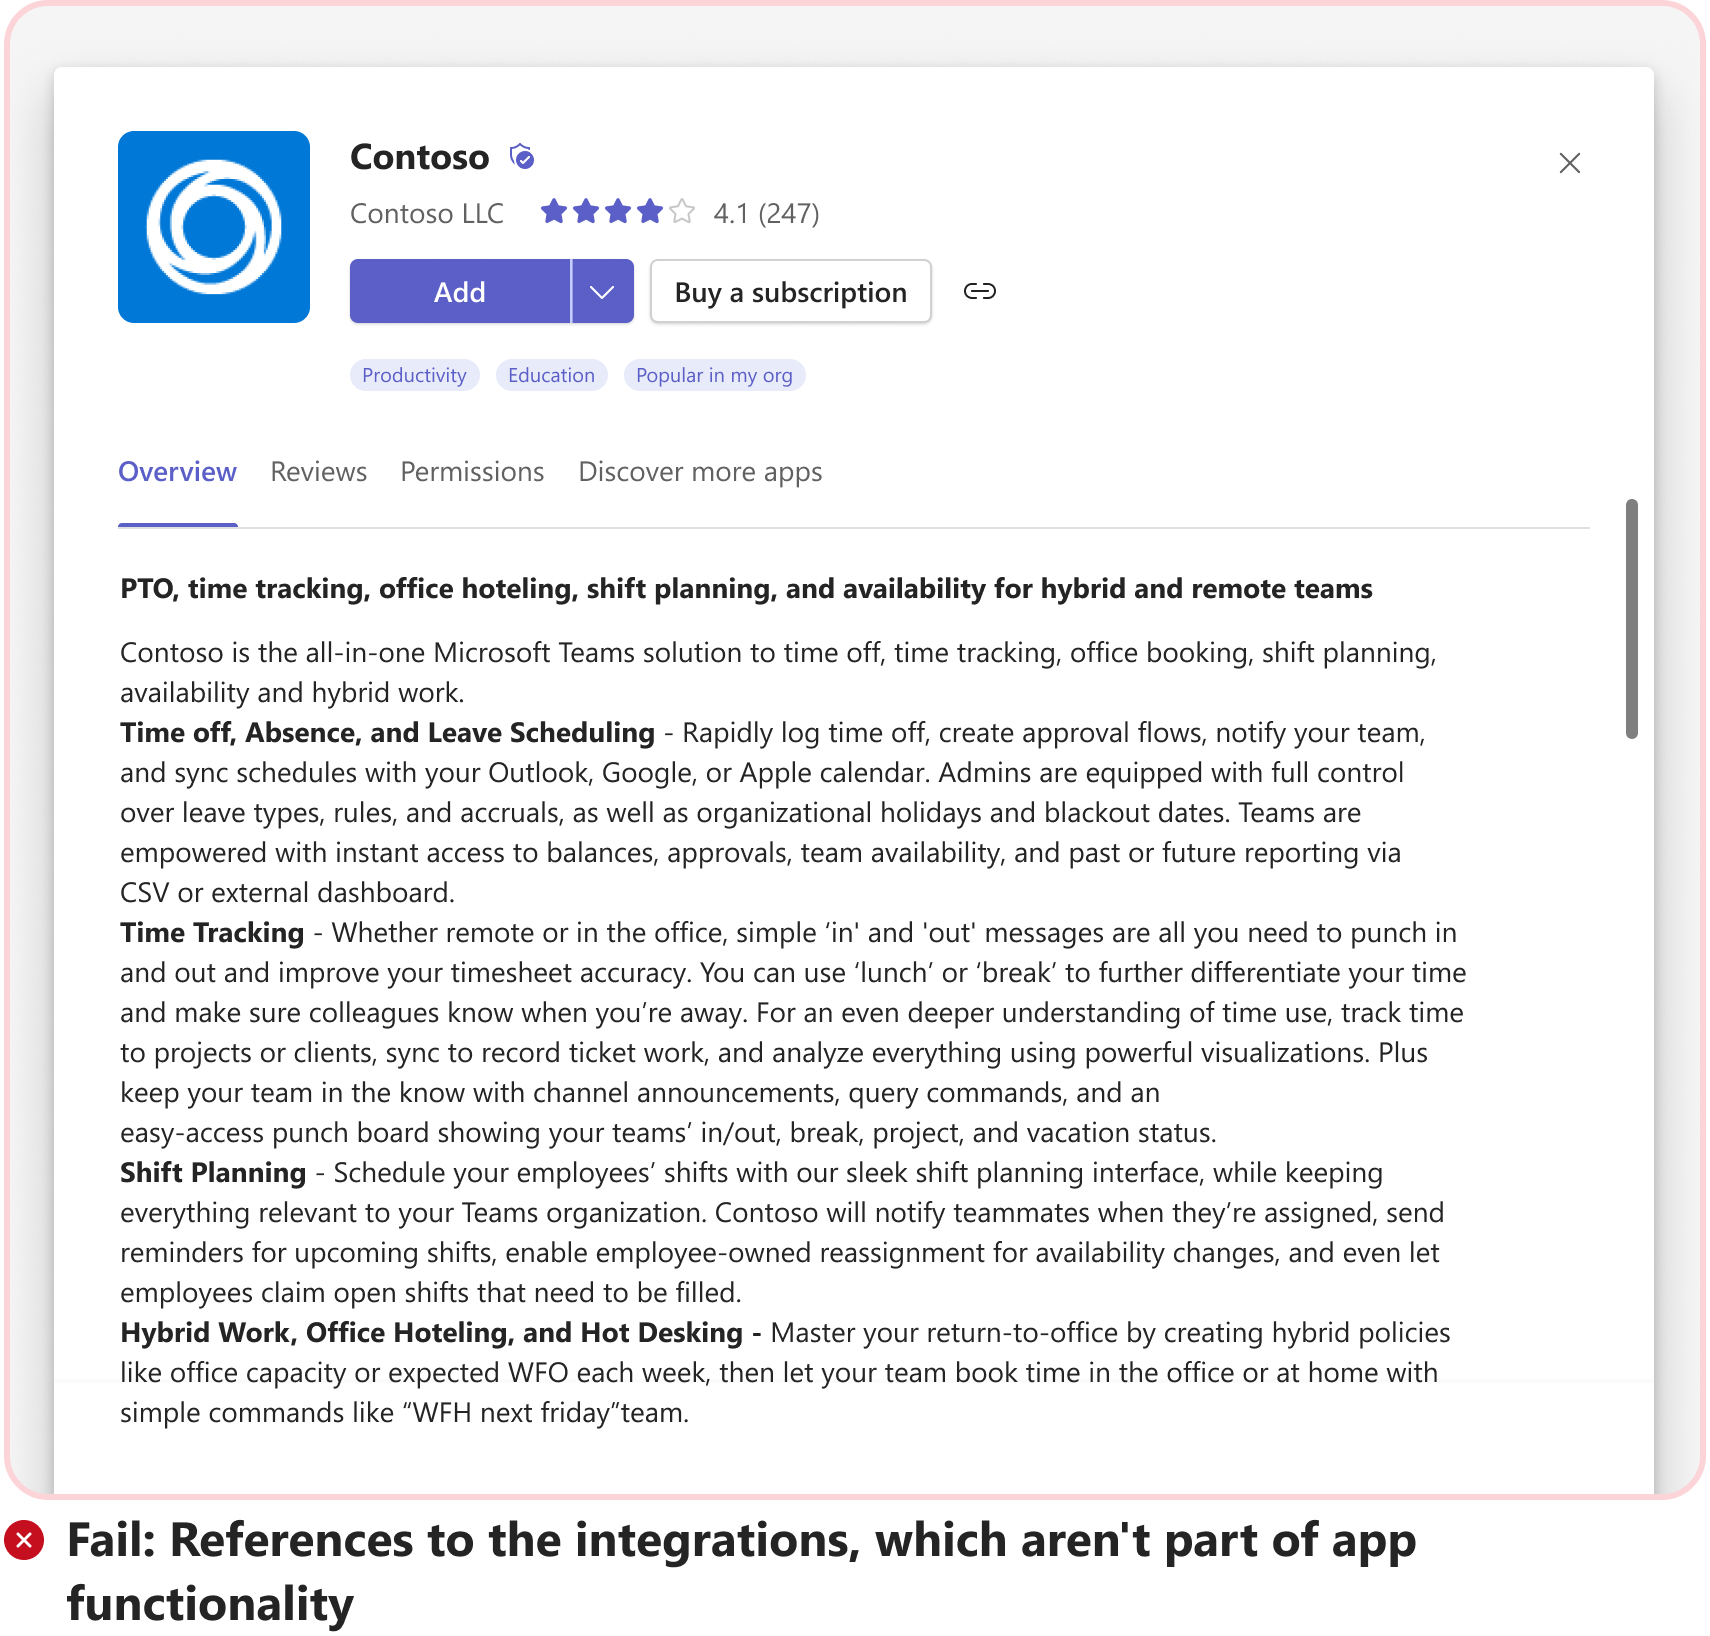 Contoso
Contoso LLC 4.1 (247)
Add Buy a subscription
Productivity Education Popular in my org
Overview Reviews Permissions Discover more apps
PTO, time tracking, office hoteling, shift planning, and availability for hybrid and remote teams
Contoso is the all-in-one Microsoft Teams solution to time off, time tracking, office booking, shift planning,
availability and hybrid work.
Time off, Absence, and Leave Scheduling - Rapidly log time off, create approval flows, notify your team,
and sync schedules with your Outlook, Google, or Apple calendar. Admins are equipped with full control
over leave types, rules, and accruals, as well as organizational holidays and blackout dates. Teams are
empowered with instant access to balances, approvals, team availability, and past or future reporting via
CSV or external dashboard.
Time Tracking - Whether remote or in the office, simple ‘in' and 'out' messages are all you need to punch in
and out and improve your timesheet accuracy. You can use ‘lunch’ or ‘break’ to further differentiate your time
and make sure colleagues know when you’re away. For an even deeper understanding of time use, track time
to projects or clients, sync to record ticket work, and analyze everything using powerful visualizations. Plus
keep your team in the know with channel announcements, query commands, and an
easy-access punch board showing your teams’ in/out, break, project, and vacation status.
Shift Planning - Schedule your employees’ shifts with our sleek shift planning interface, while keeping
everything relevant to your Teams organization. Contoso will notify teammates when they’re assigned, send
reminders for upcoming shifts, enable employee-owned reassignment for availability changes, and even let
employees claim open shifts that need to be filled.
Hybrid Work, Office Hoteling, and Hot Desking - Master your return-to-office by creating hybrid policies
like office capacity or expected WFO each week, then let your team book time in the office or at home with
simple commands like “WFH next friday”team.
Fail: References to the integrations, which aren't part of app
functionality